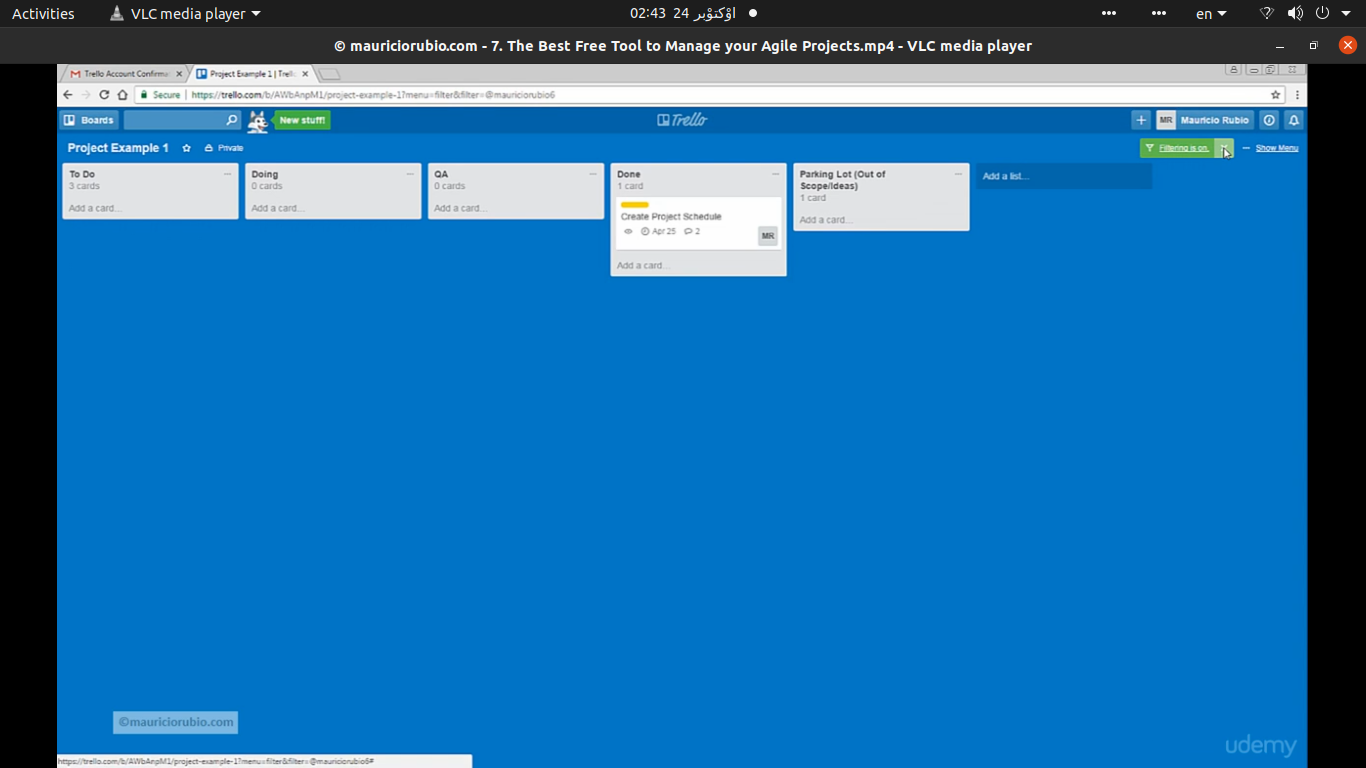 Activities
VLC media player
02:43 24 اوْكتوْبر
en
© mauriciorubio.com - 7. The Best Free Tool to Manage your Agile Projects.mp4 - VLC media player
Trello Account Confirma
Project Example 1 | Trell
Secure
https://trello.com/b/AWbAnpM1/project-example-1?menu=filter&filter=@mauriciorubio6
Boards
New stuff!
Trello
MR Mauricio Rubio
Project Example 1
Private
Filtering is on.
Show Menu
To Do
3 cards
Add a card...
Doing
0 cards
Add a card...
QA
0 cards
Add a card...
Done
1 card
Create Project Schedule
Apr 25 2
MR
Add a card...
Parking Lot (Out of
Scope/Ideas)
1 card
Add a card...
Add a list...
©mauriciorubio.com
udemy
https://trello.com/b/AWbAnpM1/project-example-1?menu=filter&filter=@mauriciorubio6#